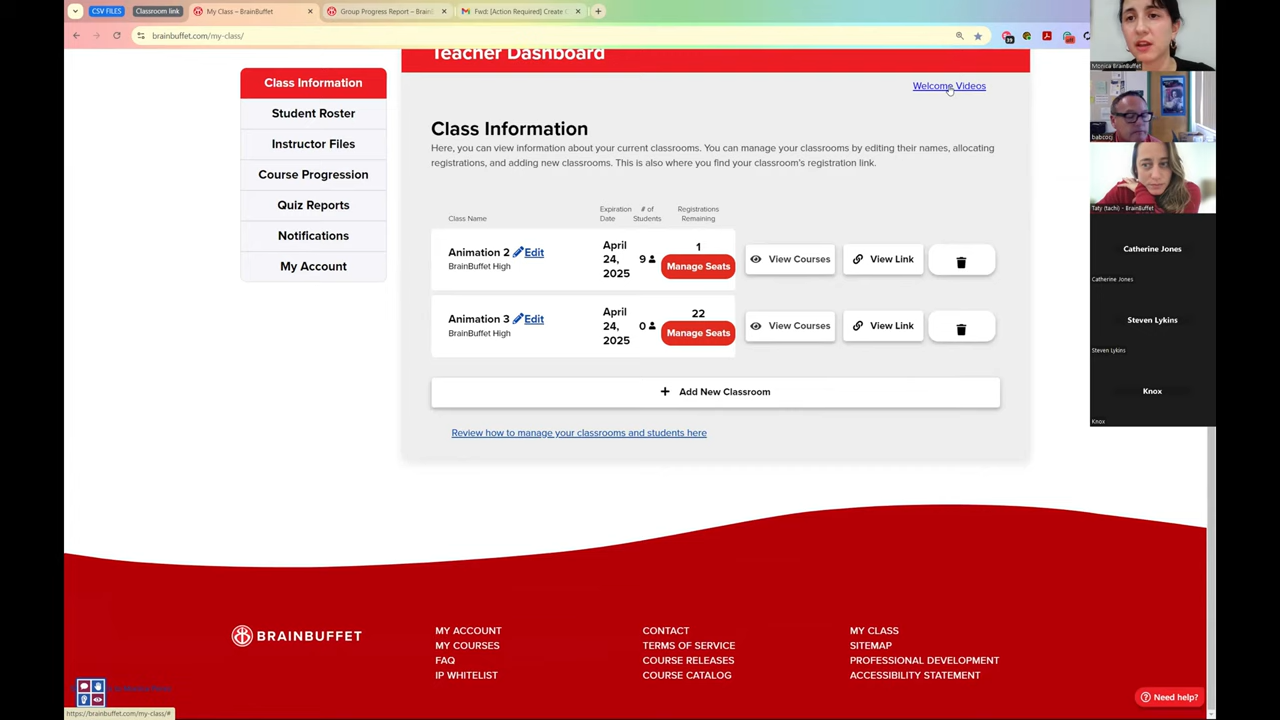 CSV FILES
Classroom link
My Class – BrainBuffet
Group Progress Report – Brain
Fwd: [Action Required] Create
brainbuffet.com/my-class/
Teacher Dashboard
Welcome Videos
Class Information
Student Roster
Instructor Files
Course Progression
Quiz Reports
Notifications
My Account
Class Information
Here, you can view information about your current classrooms. You can manage your classrooms by editing their names, allocating
registrations, and adding new classrooms. This is also where you find your classroom's registration link.
Class Name
Expiration
Date
# of
Students
Registrations
Remaining
Animation 2 Edit
BrainBuffet High
April
24,
2025
9
1
Manage Seats
View Courses
View Link
Animation 3 Edit
BrainBuffet High
April
24,
2025
0
22
Manage Seats
View Courses
View Link
+ Add New Classroom
Review how to manage your classrooms and students here
BRAINBUFFET
MY ACCOUNT
MY COURSES
FAQ
IP WHITELIST
CONTACT
TERMS OF SERVICE
COURSE RELEASES
COURSE CATALOG
MY CLASS
SITEMAP
PROFESSIONAL DEVELOPMENT
ACCESSIBILITY STATEMENT
Need help?
https://brainbuffet.com/my-class/#
Monica BrainBuffet
babcocj
Taty (tachi) - BrainBuffet
Catherine Jones
Catherine Jones
Steven Lykins
Steven Lykins
Knox
Knox